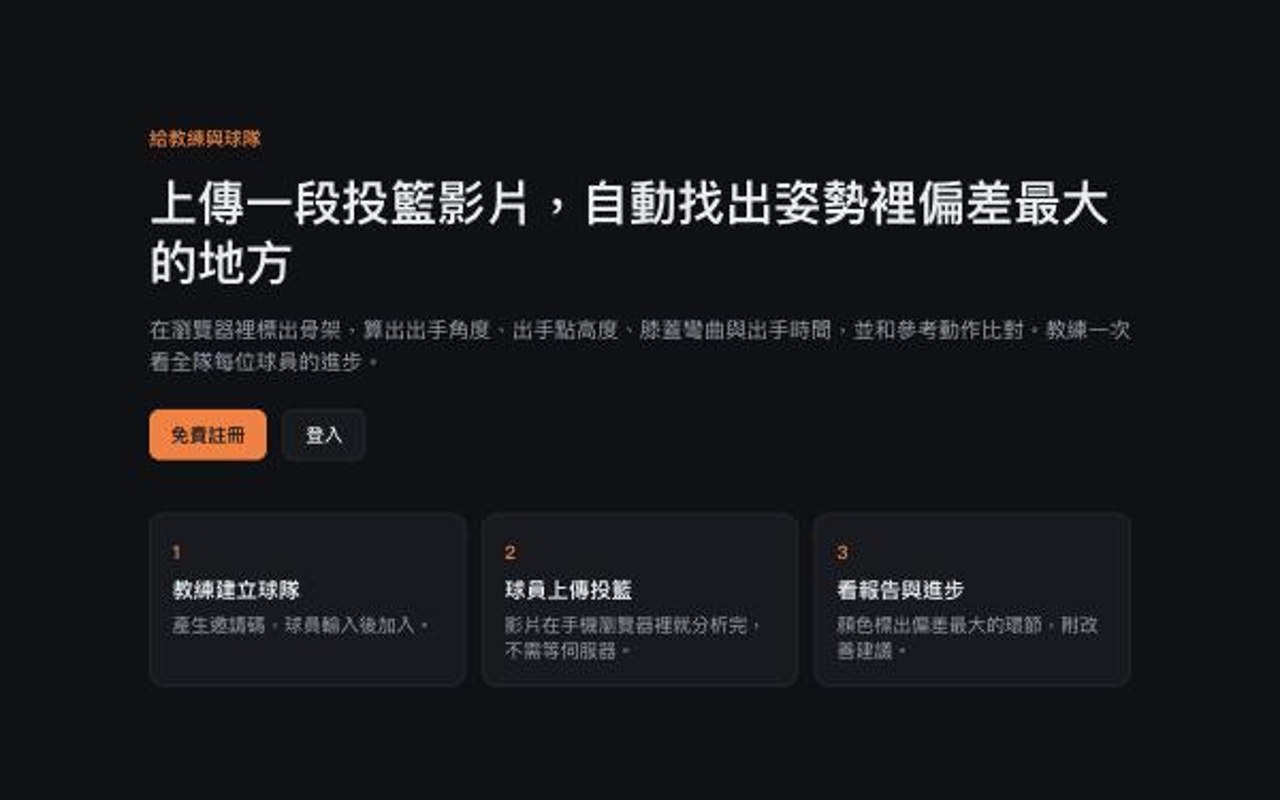 給教練與球隊
上傳一段投籃影片，自動找出姿勢裡偏差最大
的地方
在瀏覽器裡標出骨架，算出出手角度、出手點高度、膝蓋彎曲與出手時間，並和參考動作比對。教練一次
看全隊每位球員的進步。
免費註冊
登入
1
教練建立球隊
產生邀請碼，球員輸入後加入。
2
球員上傳投籃
影片在手機瀏覽器裡就分析完，
不需等伺服器。
3
看報告與進步
顏色標出偏差最大的環節，附改
善建議。